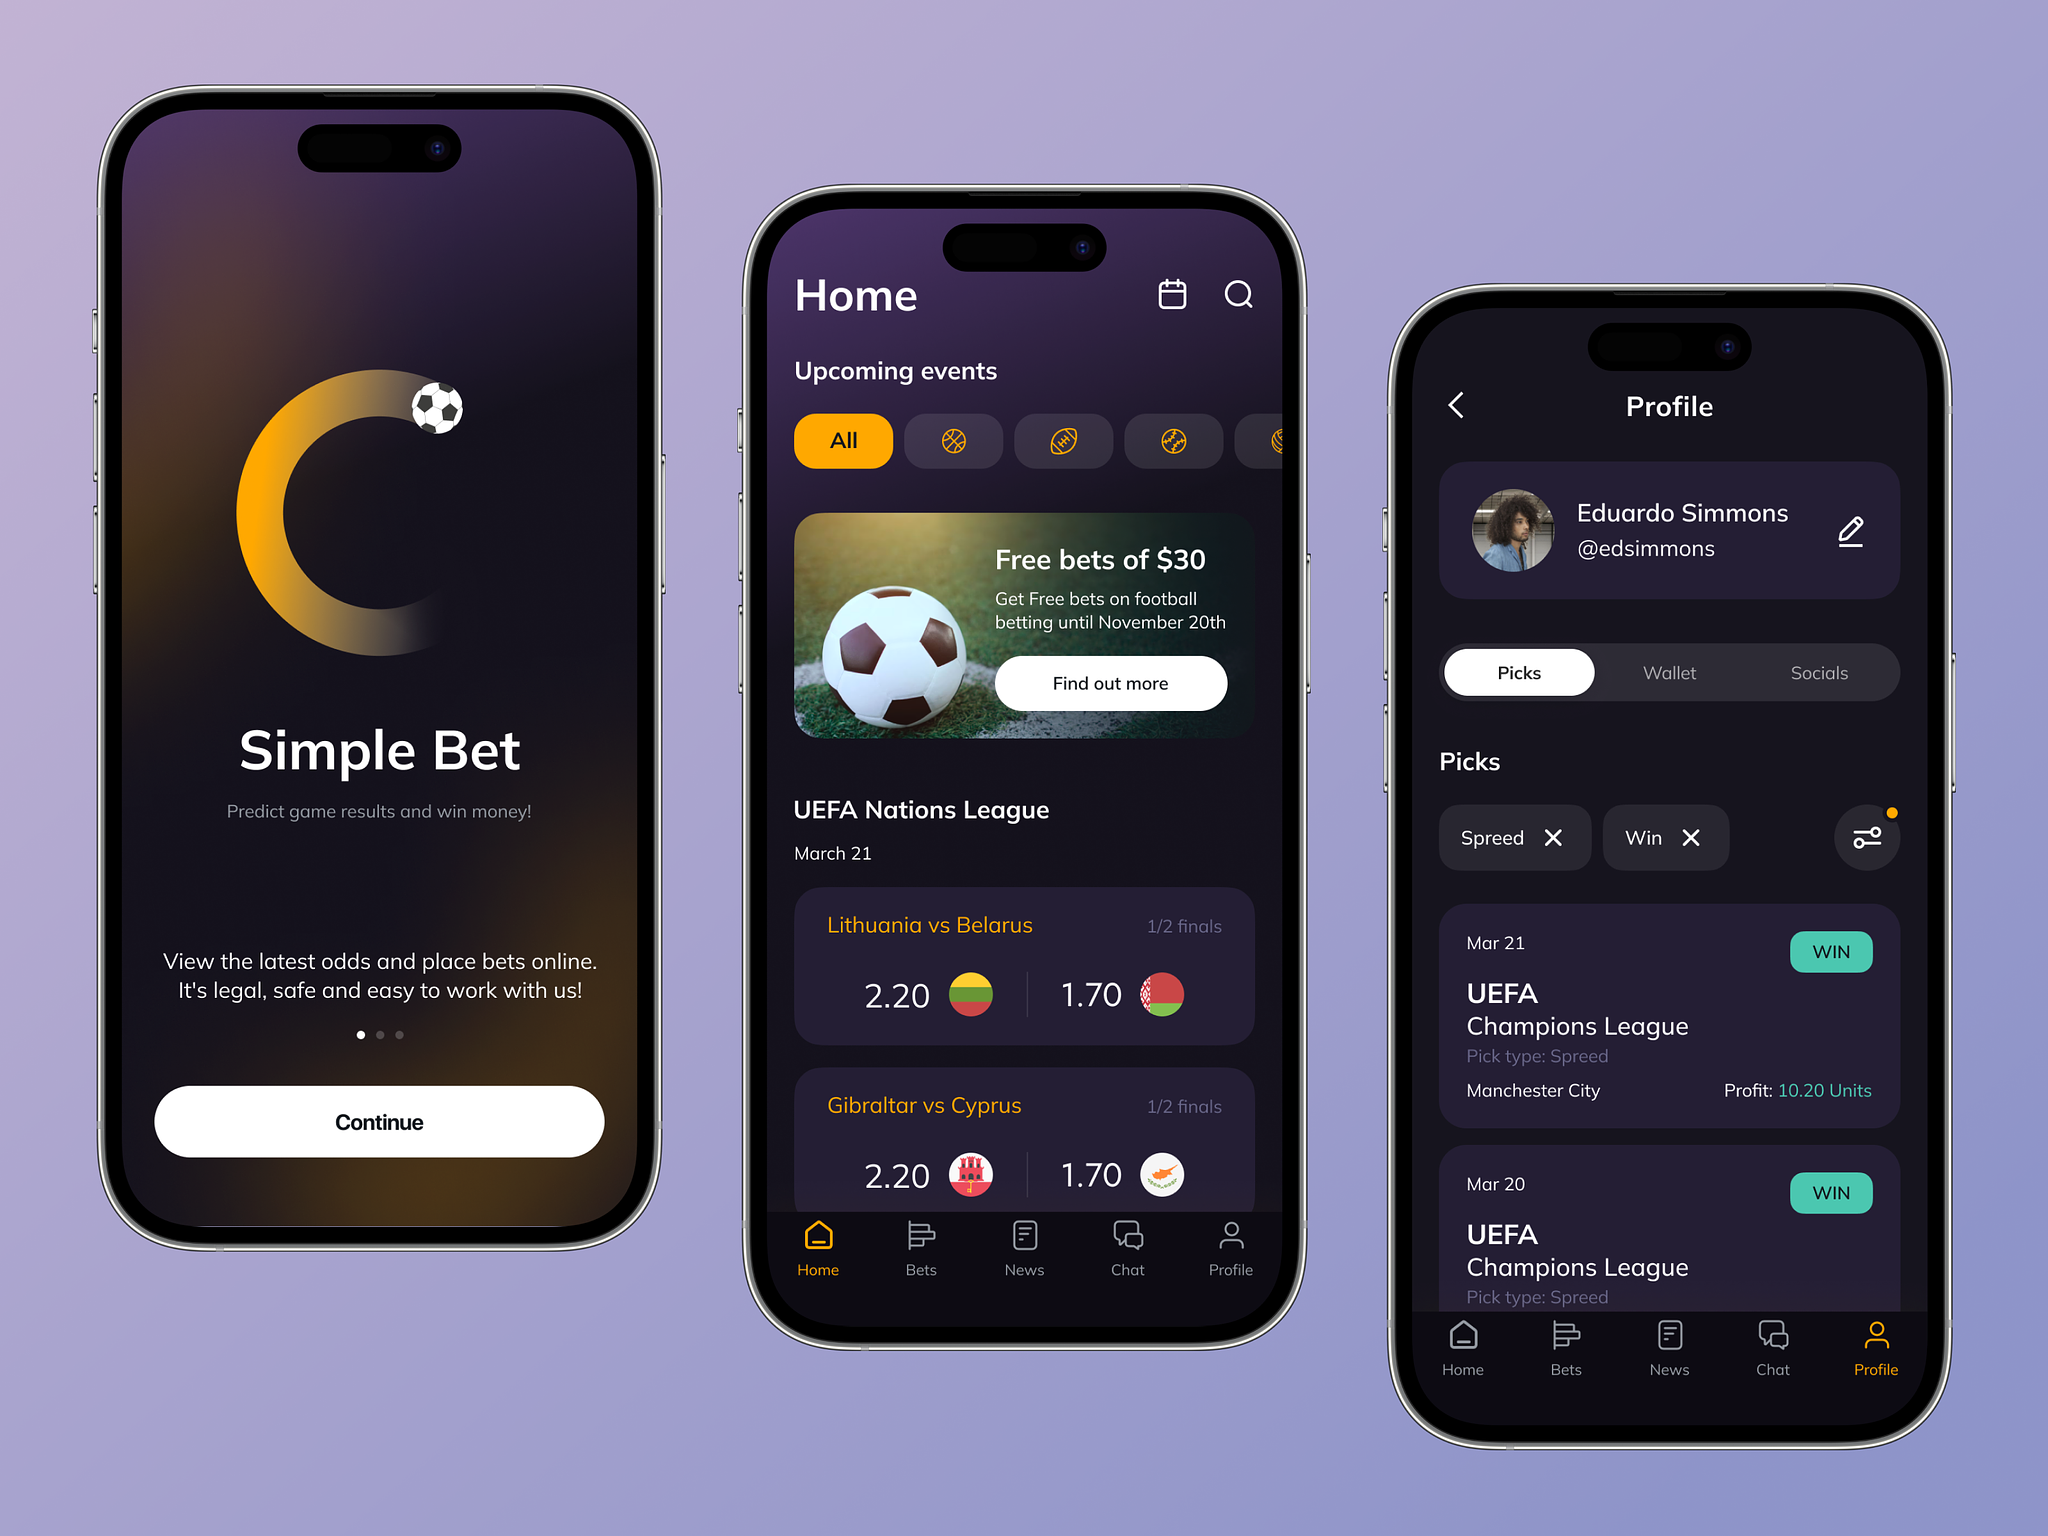 Simple Bet
Predict game results and win money!
View the latest odds and place bets online.
It's legal, safe and easy to work with us!
Continue
Home
Upcoming events
All
Free bets of $30
Get Free bets on football
betting until November 20th
Find out more
UEFA Nations League
March 21
Lithuania vs Belarus
1/2 finals
2.20
1.70
Gibraltar vs Cyprus
1/2 finals
2.20
1.70
Home
Bets
News
Chat
Profile
Profile
Eduardo Simmons
@edsimmons
Picks
Wallet
Socials
Picks
Spreed
Win
Mar 21
WIN
UEFA
Champions League
Pick type: Spreed
Manchester City
Profit: 10.20 Units
Mar 20
WIN
UEFA
Champions League
Pick type: Spreed
Home
Bets
News
Chat
Profile